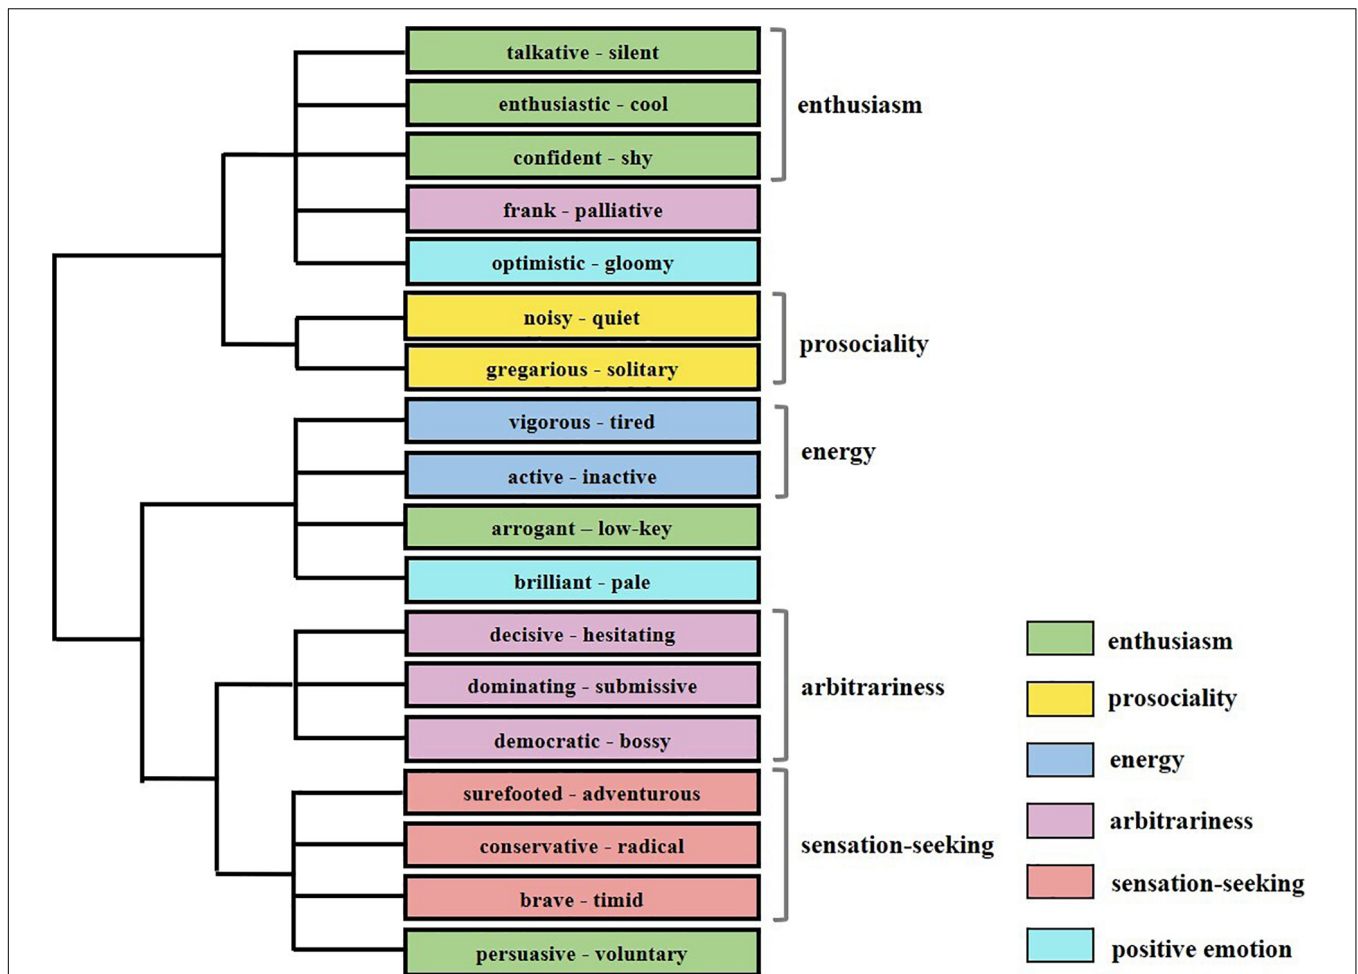 talkative - silent
enthusiastic - cool
enthusiasm
confident - shy
frank - palliative
optimistic - gloomy
noisy - quiet
prosociality
gregarious - solitary
vigorous - tired
energy
active - inactive
arrogant – low-key
brilliant - pale
decisive - hesitating
dominating - submissive
arbitrariness
democratic - bossy
surefooted - adventurous
conservative - radical
sensation-seeking
brave - timid
persuasive - voluntary
enthusiasm
prosociality
energy
arbitrariness
sensation-seeking
positive emotion